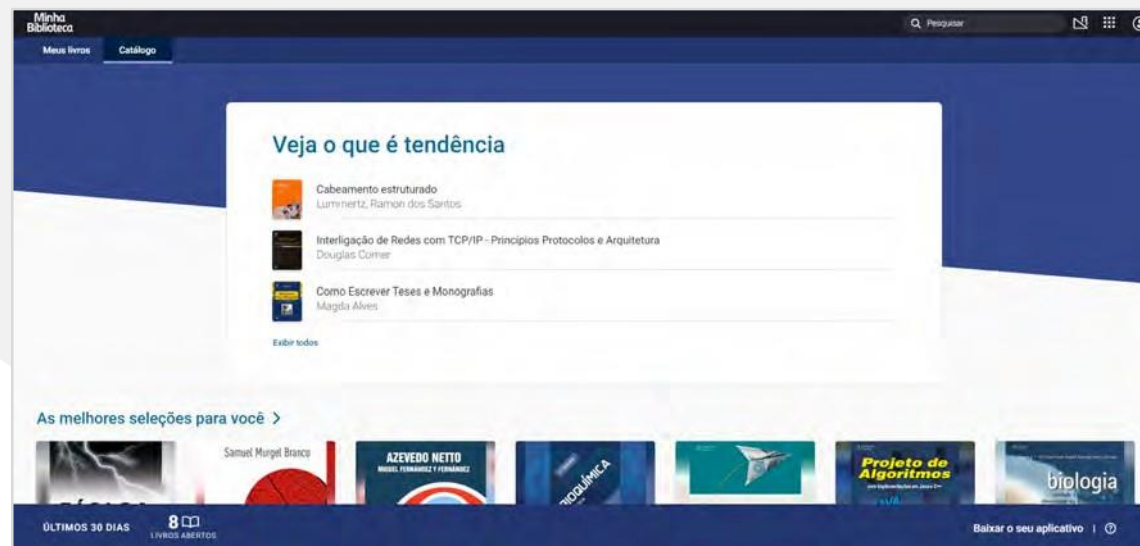 Minha
Biblioteca
Pesquisar
Meus livros Catálogo
Veja o que é tendência
Cabeamento estruturado
Ramon dos Santos
Interligação de Redes com TCP/IP - Princípios Protocolos e Arquitetura
Douglas Comer
Como Escrever Teses e Monografias
Magda Alves
Exibir todos
As melhores seleções para você >
Samuel Murgel Branco
AZEVEDO NETTO
MIGUEL FERNÁNDEZ Y FERNÁNDEZ
BIOQUÍMICA
Projeto de
Algoritmos
biologia
ÚLTIMOS 30 DIAS
8
LIVROS ABERTOS
Baixar o seu aplicativo | ?